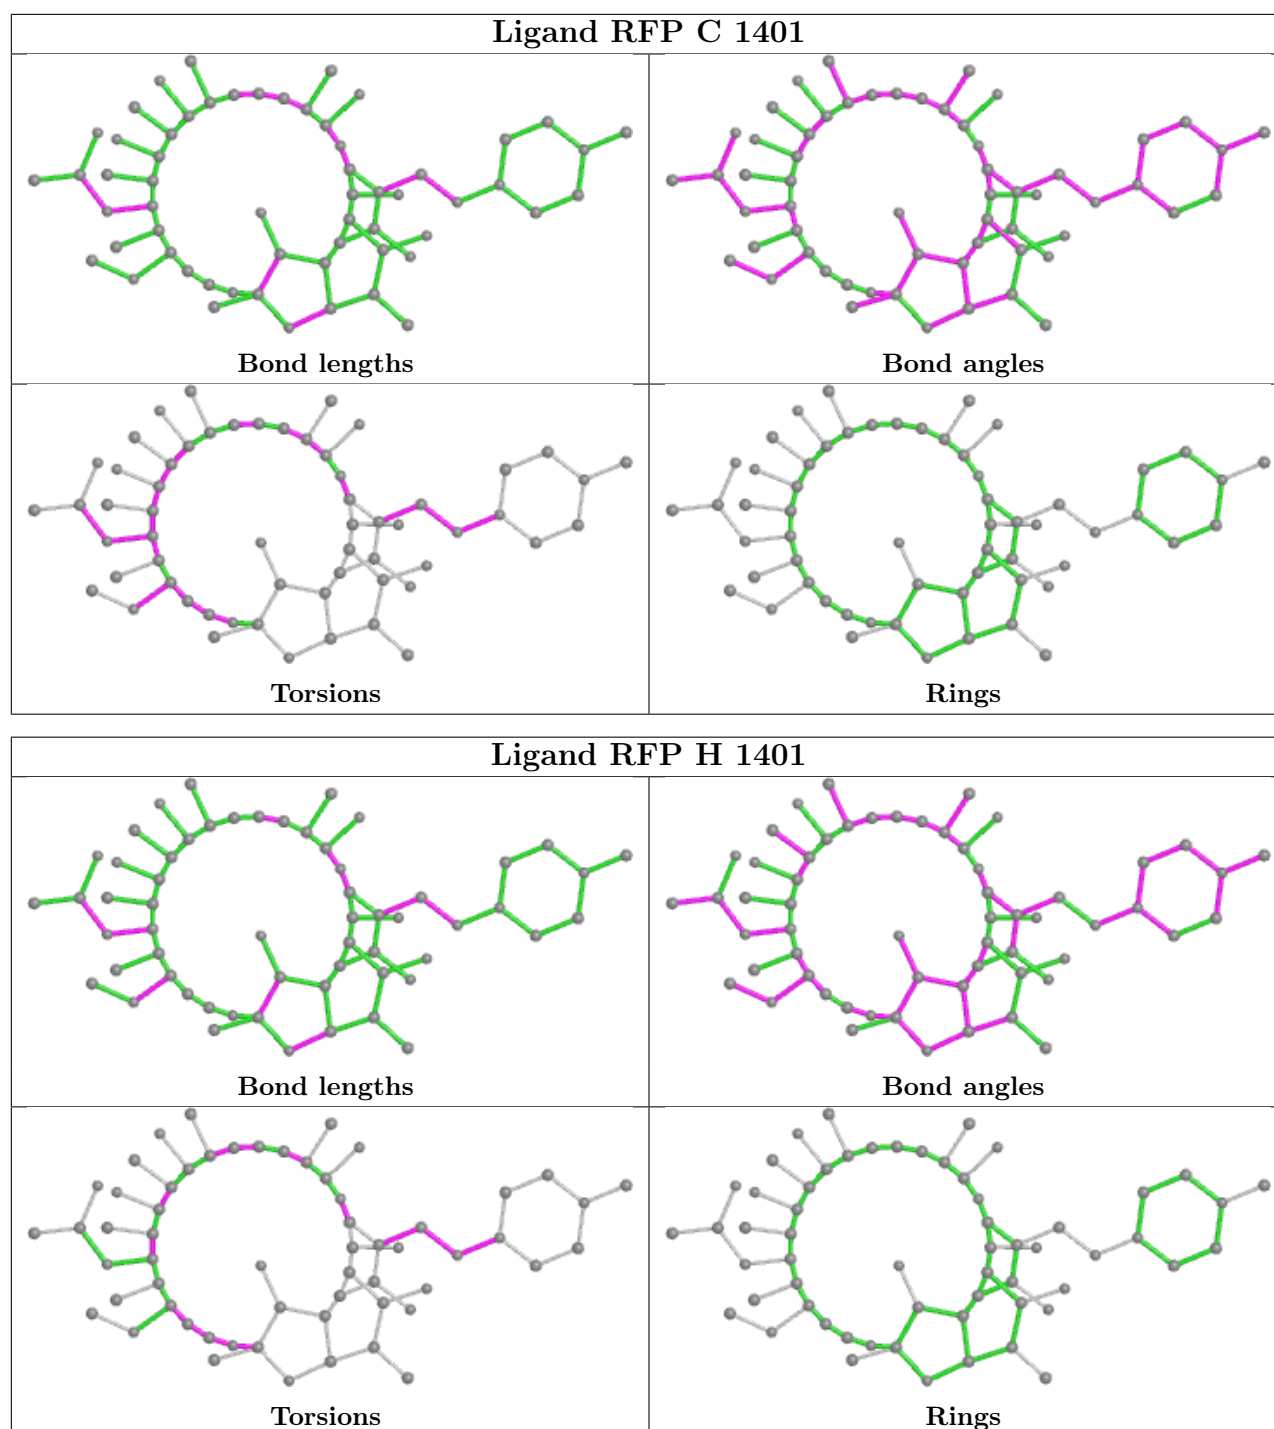 Ligand RFP C 1401
Bond lengths
Bond angles
Torsions
Rings
Ligand RFP H 1401
Bond lengths
Bond angles
Torsions
Rings